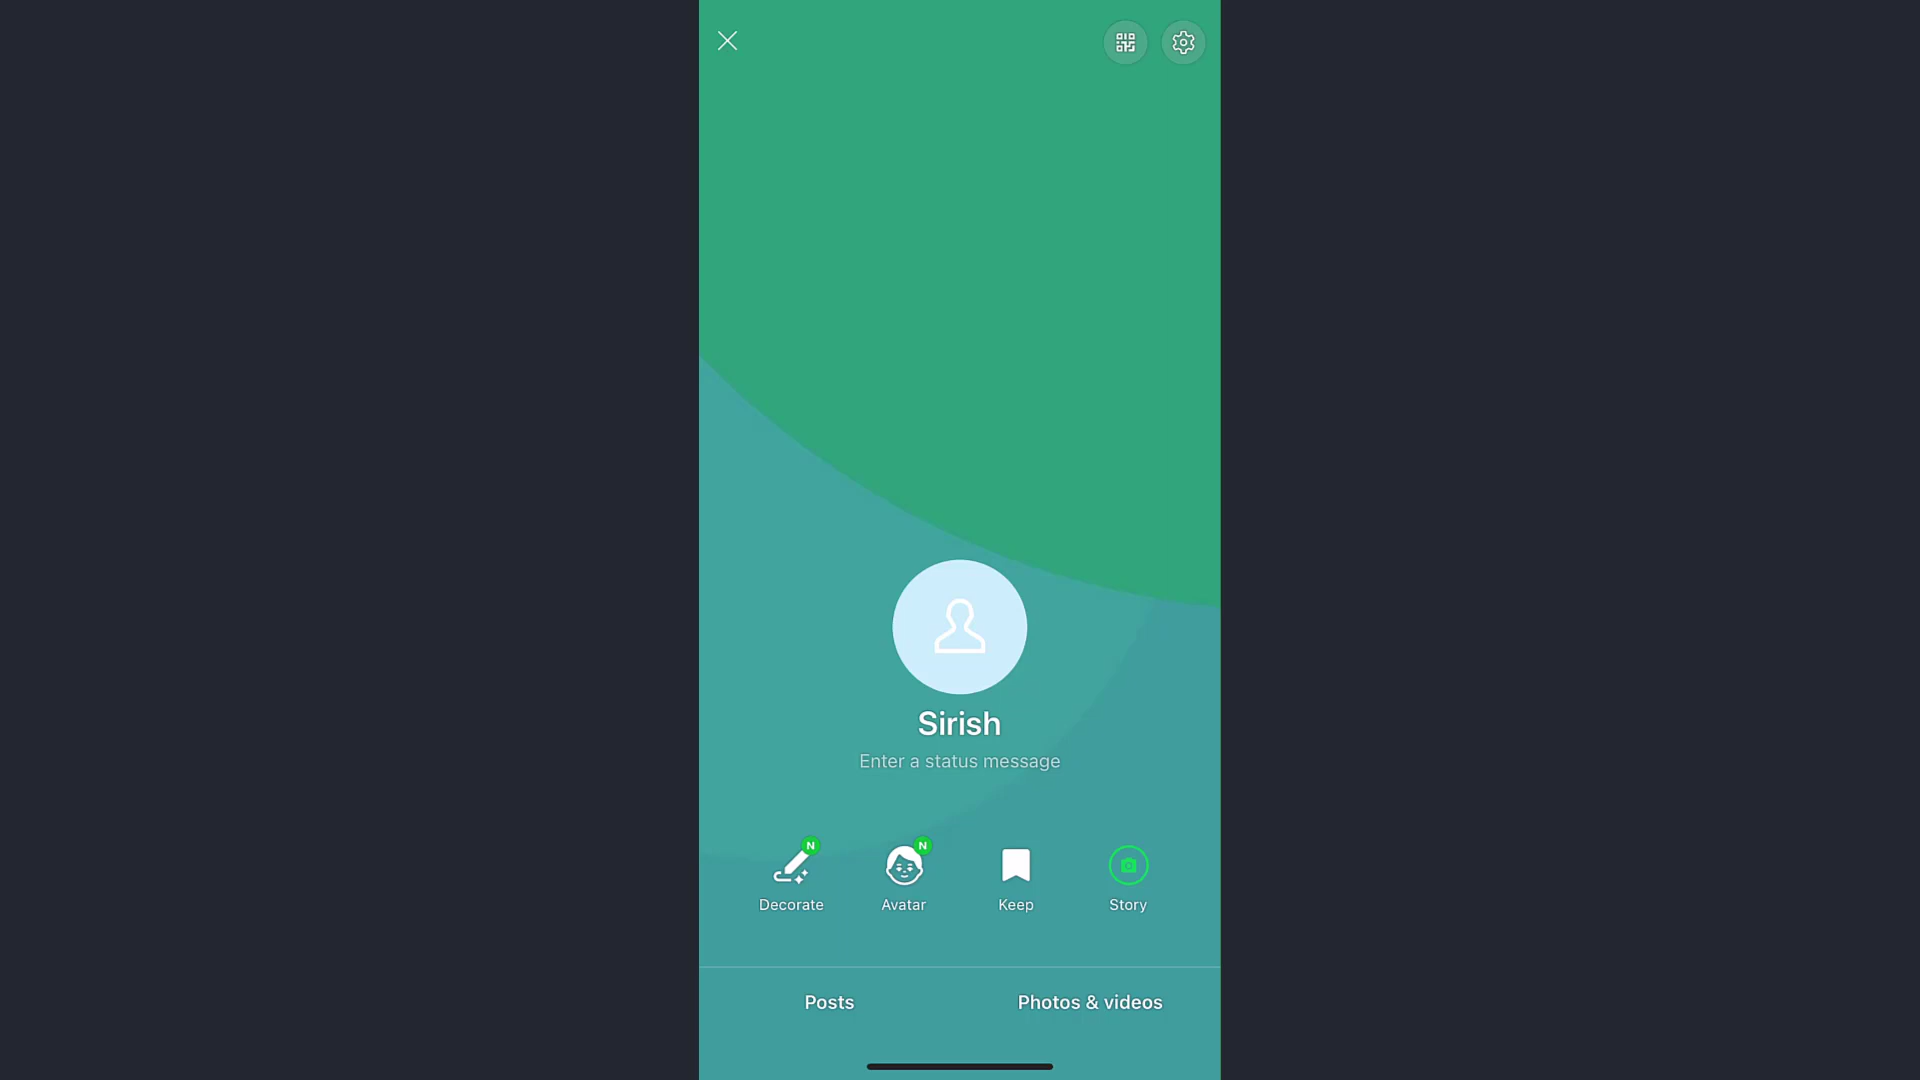 Sirish
Enter a status message
N
N
Decorate
Avatar
Keep
Story
Posts
Photos & videos